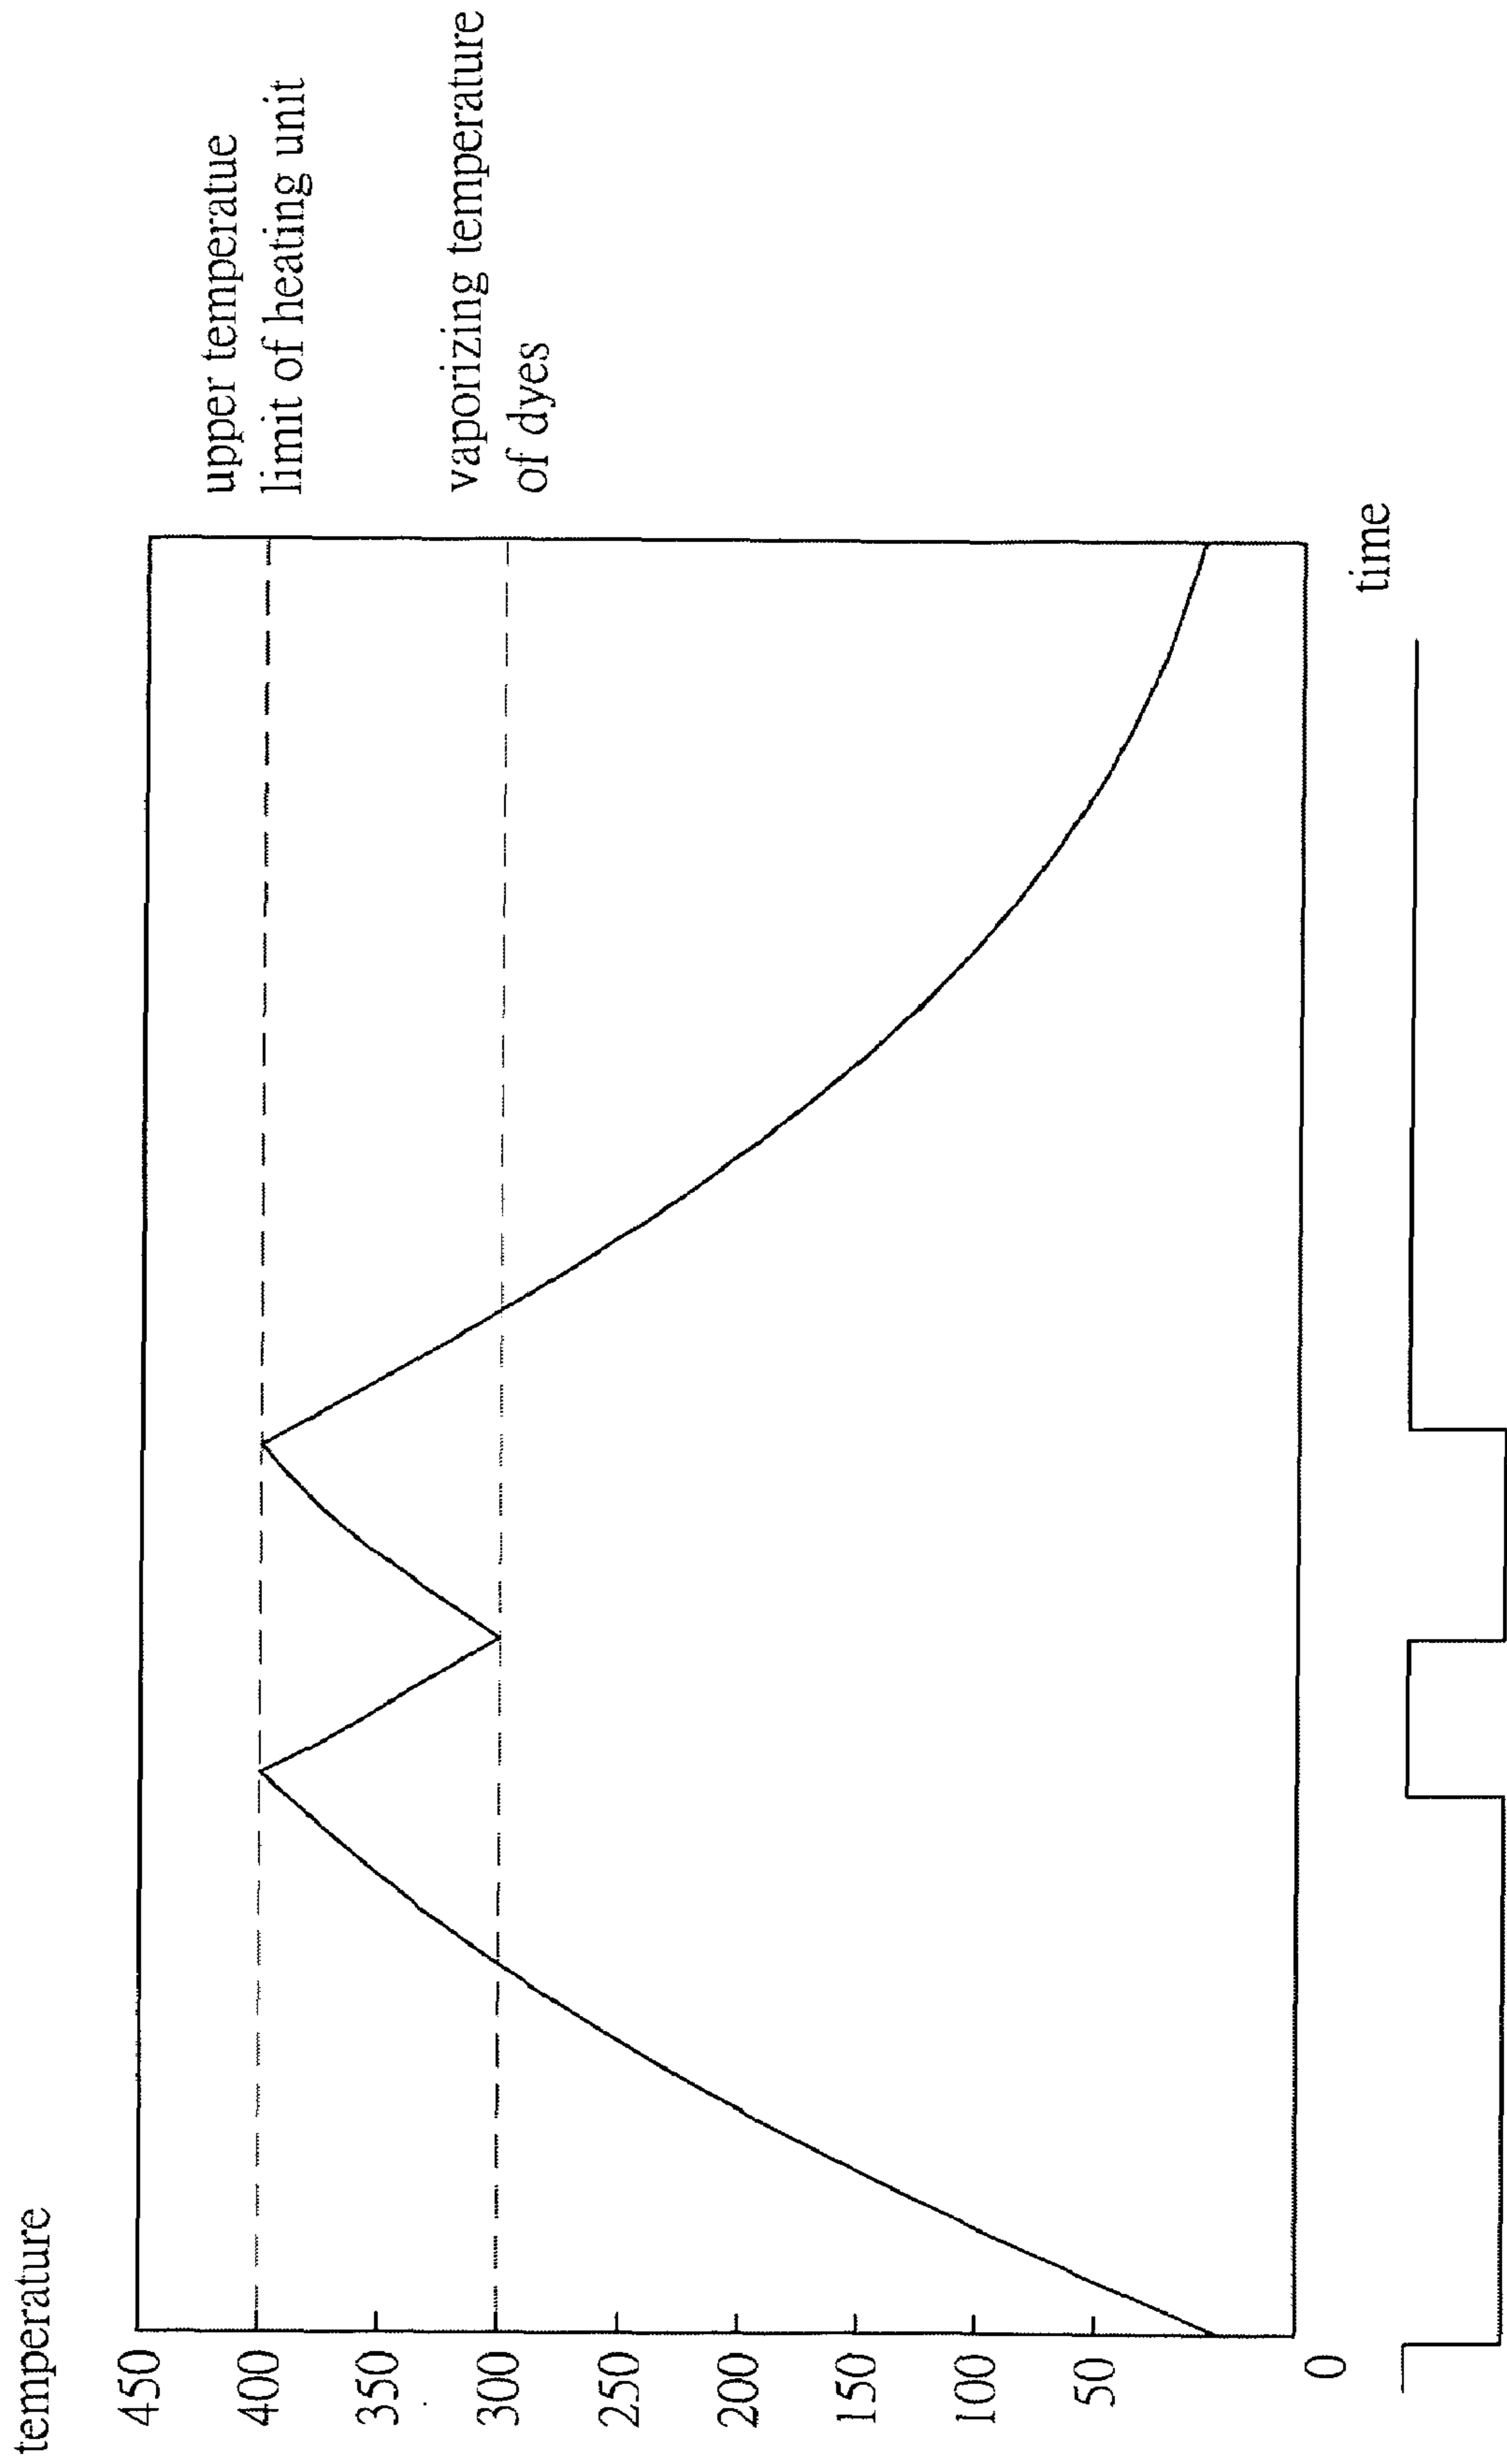 temperature
450
400
350
300
250
200
150
100
50
0
upper temperatue
limit of heating unit
vaporizing temperature
of dyes
time